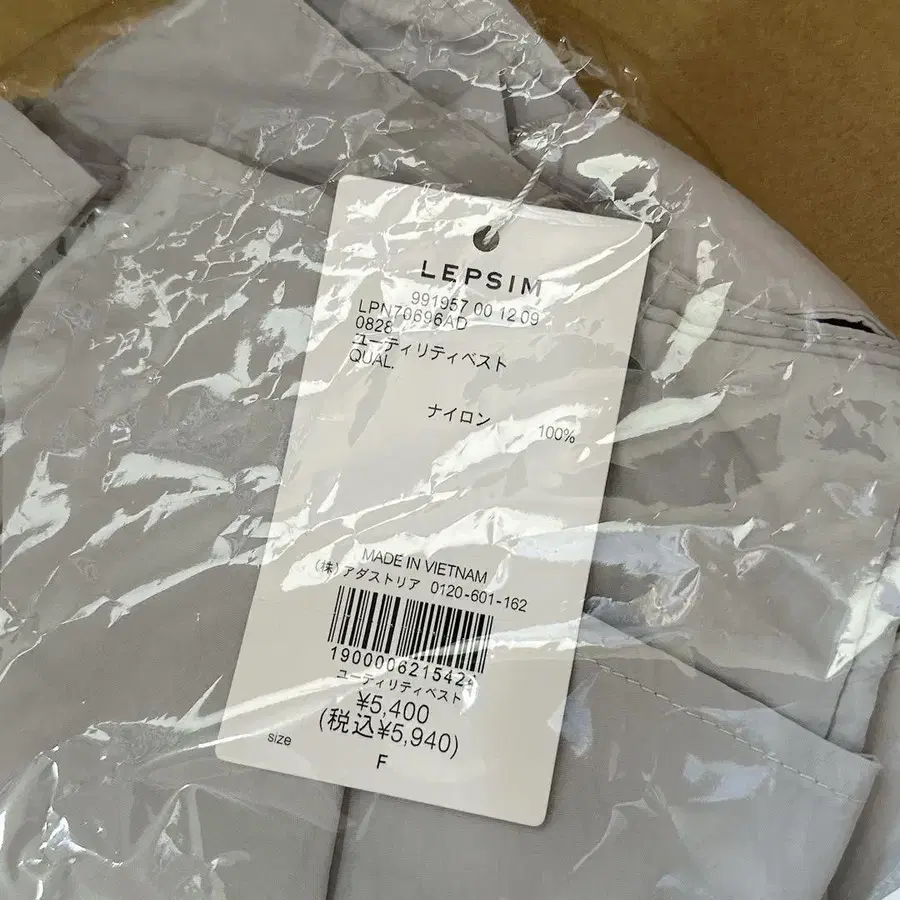 LEPSIM
991957 00 12 09
LPN70696AD
0828
ユーティリティベスト
QUAL.
ナイロン
100%
MADE IN VIETNAM
(株)アダストリア 0120-601-162
190000621542
ユーティリティベスト
¥5,400
(税込¥5,940)
size
F